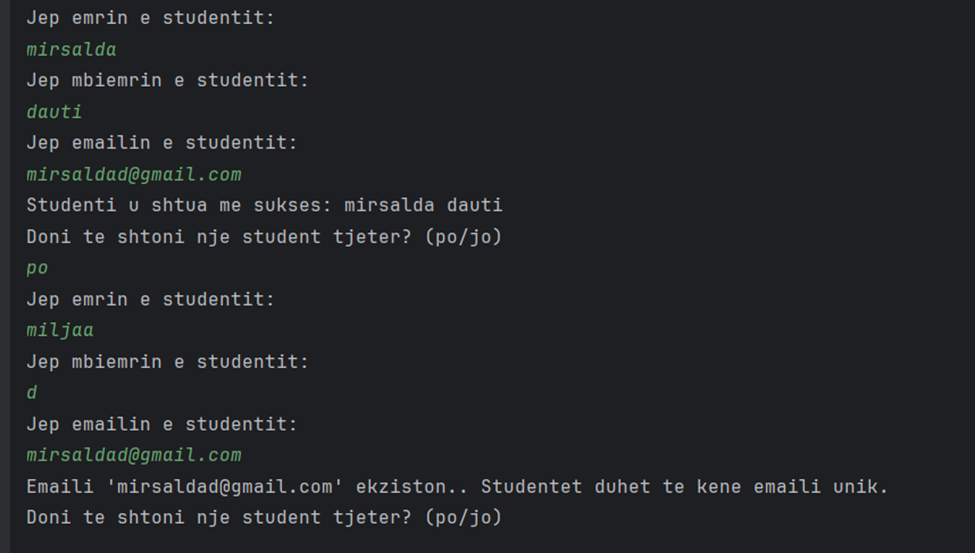 Jep emrin e studentit:
mirsalda
Jep mbiemrin e studentit:
dauti
Jep emailin e studentit:
mirsaldad@gmail.com
Studenti u shtua me sukses: mirsalda dauti
Doni te shtoni nje student tjeter? (po/jo)
po
Jep emrin e studentit:
miljaa
Jep mbiemrin e studentit:
d
Jep emailin e studentit:
mirsaldad@gmail.com
Emaili 'mirsaldad@gmail.com' ekziston.. Studentet duhet te kene emaili unik.
Doni te shtoni nje student tjeter? (po/jo)